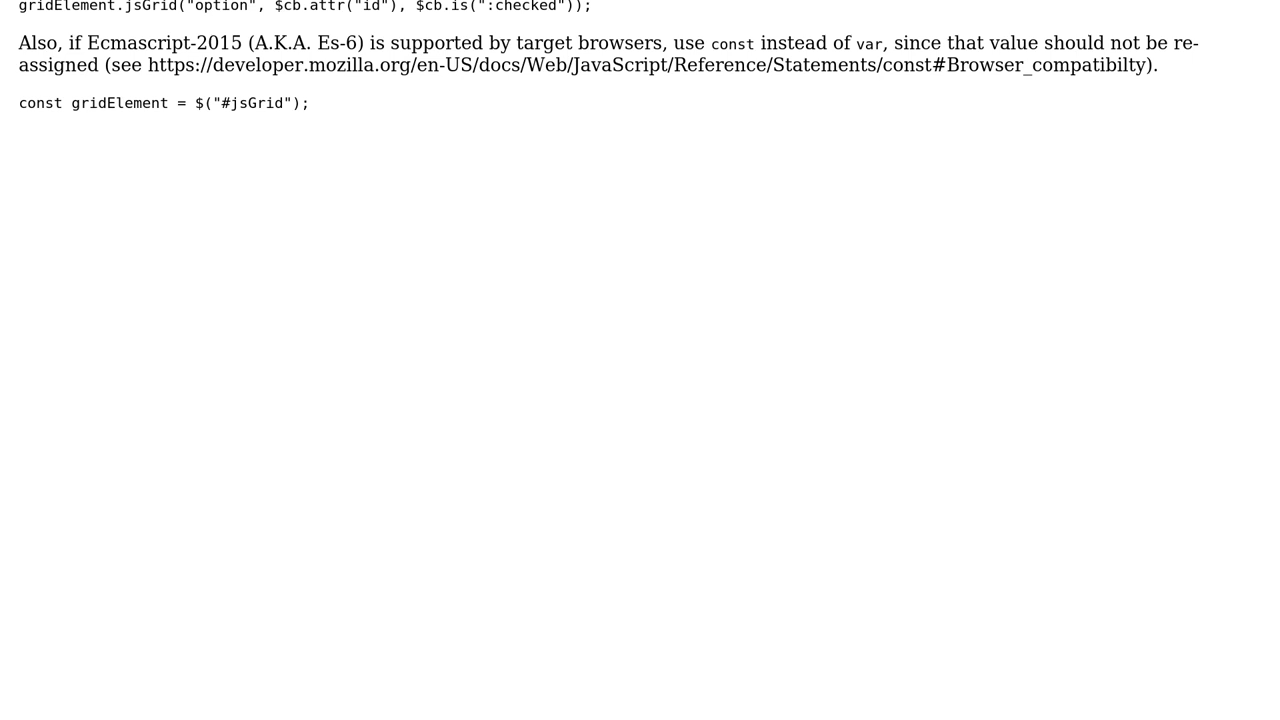 gridElement.jsGrid("option", $cb.attr("id"), $cb.is(":checked"));
Also, if Ecmascript-2015 (A.K.A. Es-6) is supported by target browsers, use const instead of var, since that value should not be re-
assigned (see https://developer.mozilla.org/en-US/docs/Web/JavaScript/Reference/Statements/const#Browser_compatibilty).
const gridElement = $("#jsGrid");